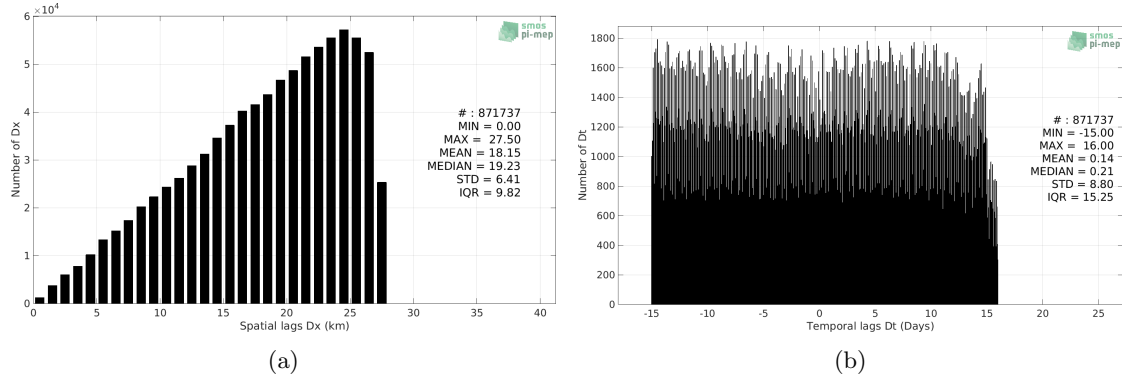 6 ×10⁴
5
4
3
2
1
0
Number of Dx
0 5 10 15 20 25 30 35 40
Spatial lags Dx (km)
smos
pi-mep
# : 871737
MIN = 0.00
MAX = 27.50
MEAN = 18.15
MEDIAN = 19.23
STD = 6.41
IQR = 9.82
(a)
1800
1600
1400
1200
1000
800
600
400
200
0
Number of Dt
-15 -10 -5 0 5 10 15 20 25
Temporal lags Dt (Days)
smos
pi-mep
# : 871737
MIN = -15.00
MAX = 16.00
MEAN = 0.14
MEDIAN = 0.21
STD = 8.80
IQR = 15.25
(b)